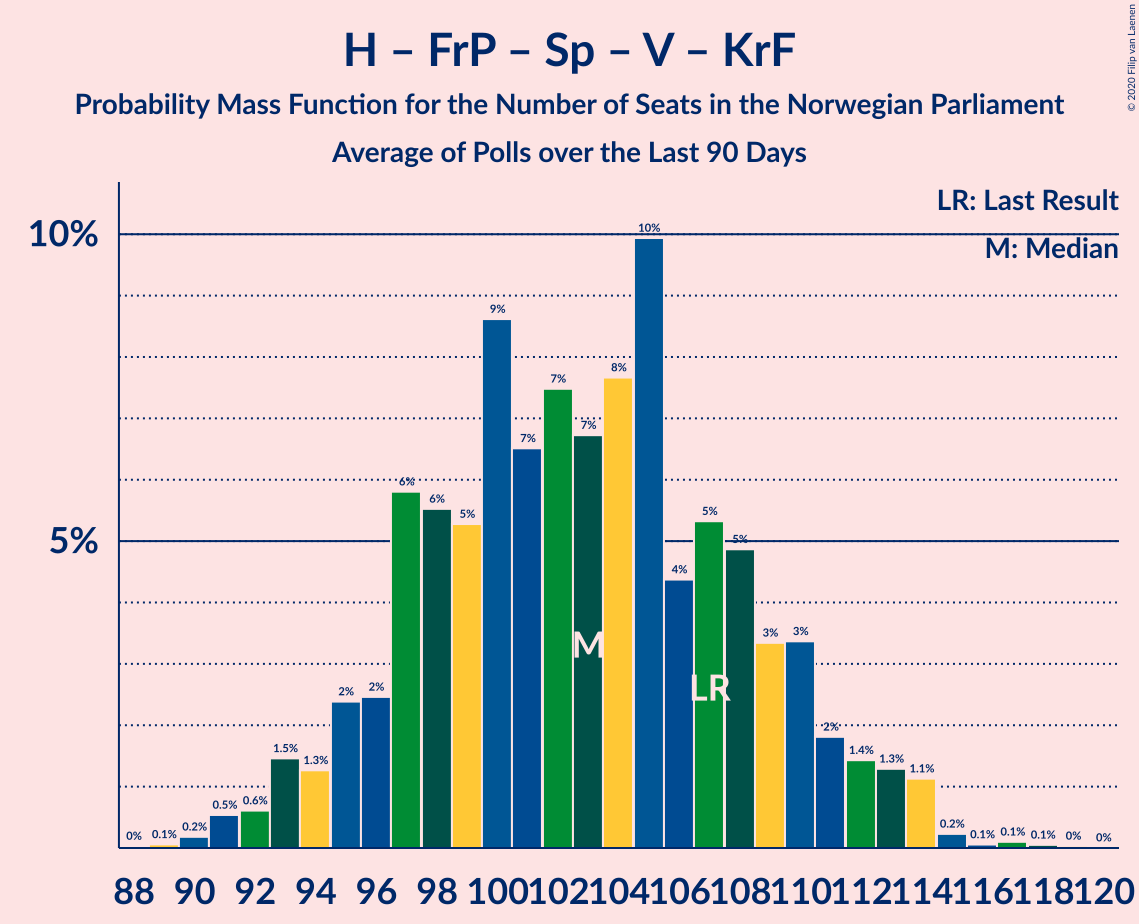 H – FrP – Sp – V – KrF
Probability Mass Function for the Number of Seats in the Norwegian Parliament
Average of Polls over the Last 90 Days
© 2020 Filip van Laenen
LR: Last Result
M: Median
10%
5%
0% 0.1% 0.2% 0.5% 0.6% 1.5% 1.3% 2% 2% 6% 6% 5% 9% 7% 7% 7% 8% 10% 4% 5% 5% 3% 3% 2% 1.4% 1.3% 1.1% 0.2% 0.1% 0.1% 0.1% 0% 0%
M
LR
88 90 92 94 96 98 100 102 104 106 108 110 112 114 116 118 120